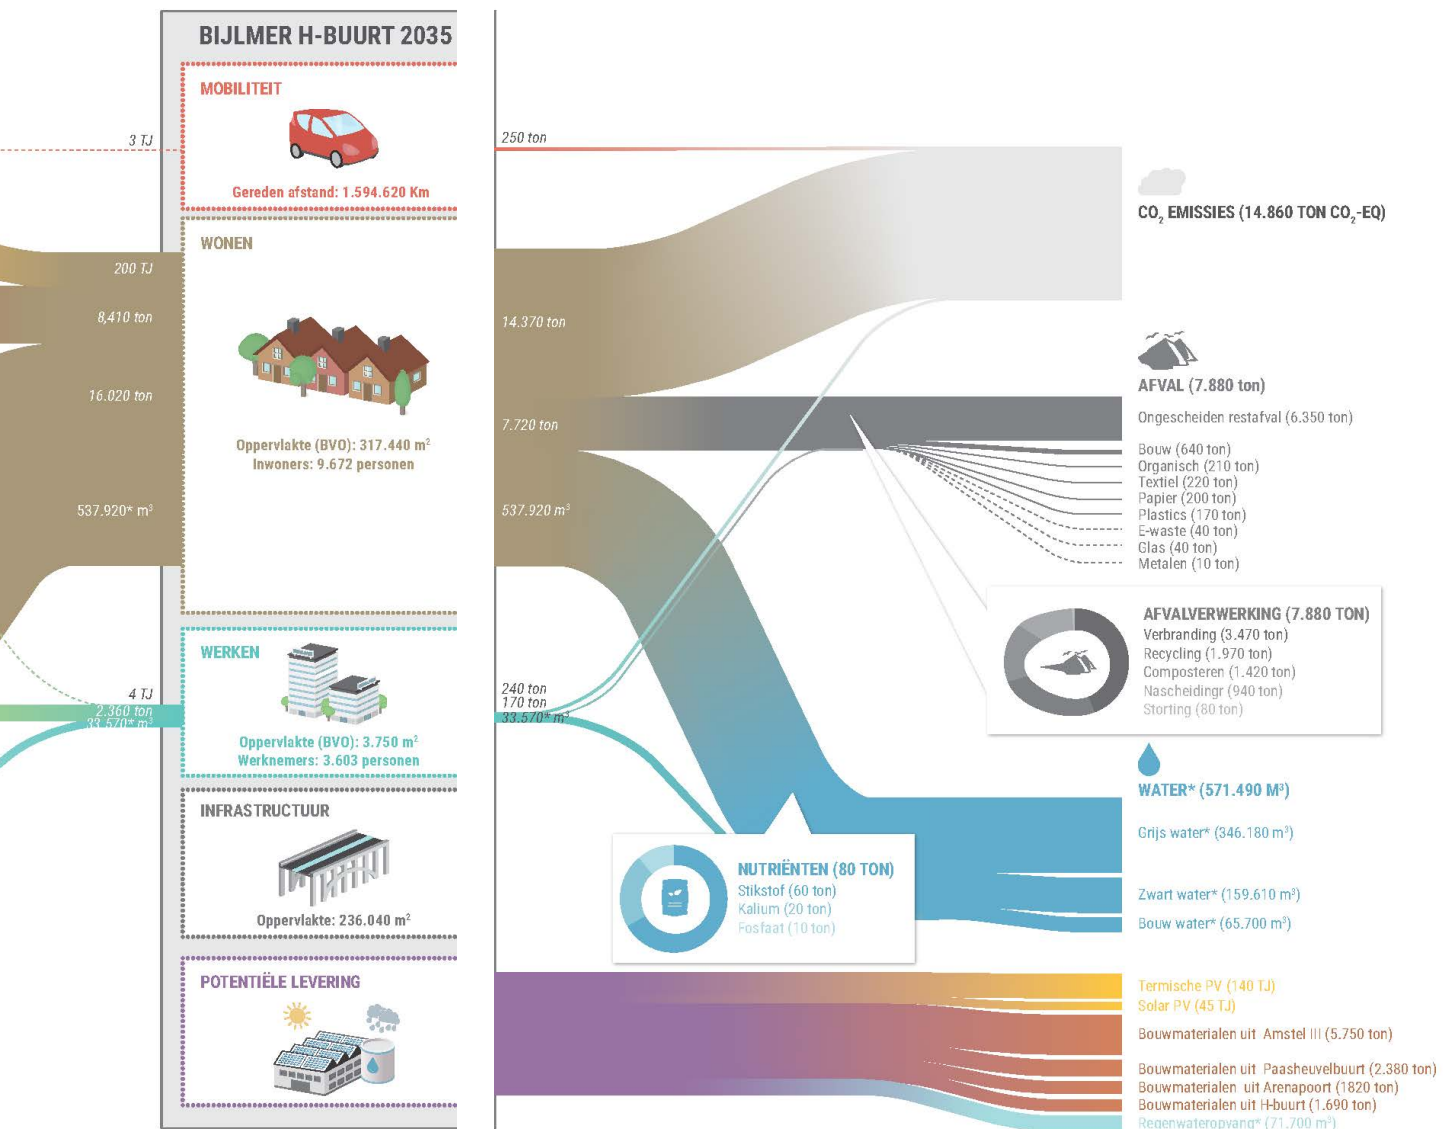 BIJLMER H-BUURT 2035
MOBILITEIT
3 TJ
Gereden afstand: 1.594.620 Km
WONEN
200 TJ
8,410 ton
16.020 ton
537.920* m³
Oppervlakte (BVO): 317.440 m²
Inwoners: 9.672 personen
WERKEN
4 TJ
2.360 ton
33.570* m³
Oppervlakte (BVO): 3.750 m²
Werknemers: 3.603 personen
INFRASTRUCTUUR
Oppervlakte: 236.040 m²
POTENTIËLE LEVERING
250 ton
14.370 ton
7.720 ton
537.920 m³
240 ton
170 ton
33.570* m³
CO₂ EMISSIES (14.860 TON CO₂-EQ)
AFVAL (7.880 ton)
Ongescheiden restafval (6.350 ton)
Bouw (640 ton)
Organisch (210 ton)
Textiel (220 ton)
Papier (200 ton)
Plastics (170 ton)
E-waste (40 ton)
Glas (40 ton)
Metalen (10 ton)
AFVALVERWERKING (7.880 TON)
Verbranding (3.470 ton)
Recycling (1.970 ton)
Composteren (1.420 ton)
Nascheidingr (940 ton)
Storting (80 ton)
WATER* (571.490 M³)
Grijs water* (346.180 m³)
Zwart water* (159.610 m³)
Bouw water* (65.700 m³)
NUTRIËNTEN (80 TON)
Stikstof (60 ton)
Kalium (20 ton)
Fosfaat (10 ton)
Termische PV (140 TJ)
Solar PV (45 TJ)
Bouwmaterialen uit Amstel III (5.750 ton)
Bouwmaterialen uit Paasheuvelbuurt (2.380 ton)
Bouwmaterialen uit Arenapoort (1820 ton)
Bouwmaterialen uit H-buurt (1.690 ton)
Regenwateropvang* (71.700 m³)